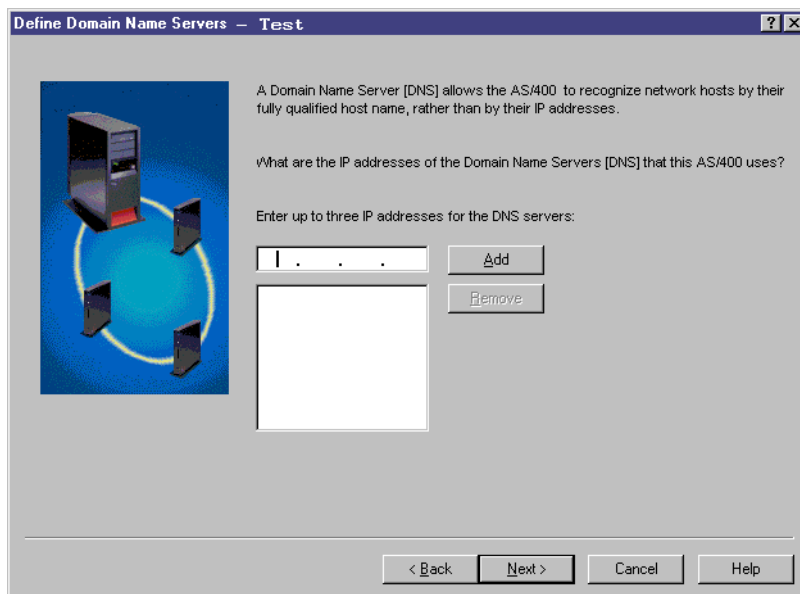 Define Domain Name Servers – Test
A Domain Name Server [DNS] allows the AS/400 to recognize network hosts by their
fully qualified host name, rather than by their IP addresses.
What are the IP addresses of the Domain Name Servers [DNS] that this AS/400 uses?
Enter up to three IP addresses for the DNS servers:
. . .
Add
Remove
< Back Next > Cancel Help